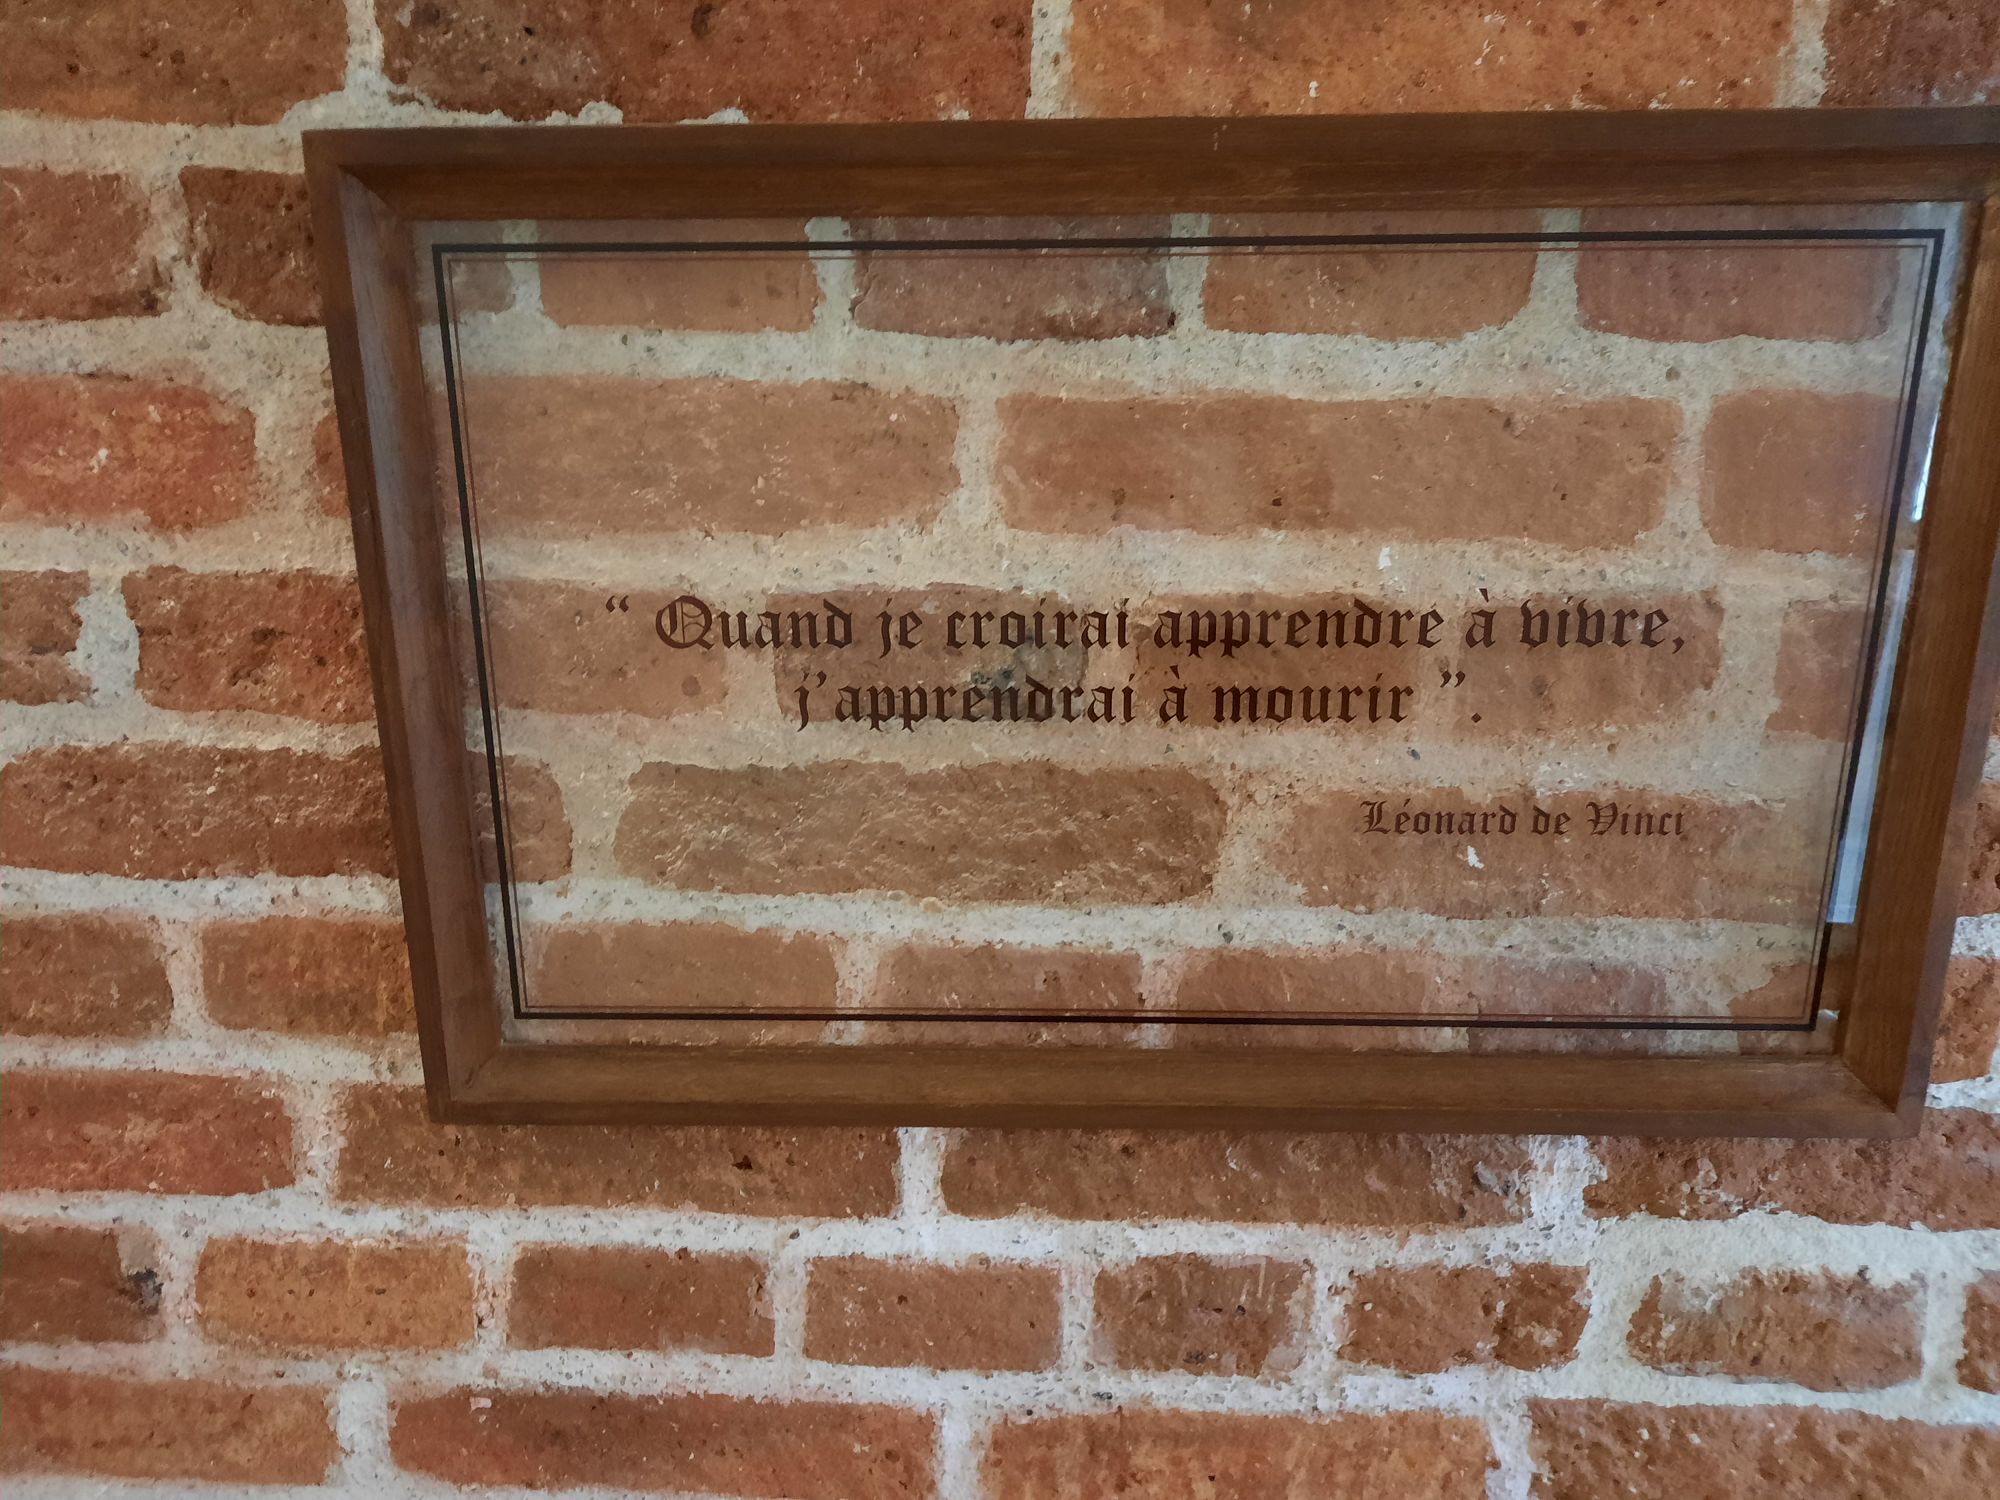 “ Quand je croirai apprendre à vivre,
j'apprendrai à mourir ”.
Léonard de Vinci